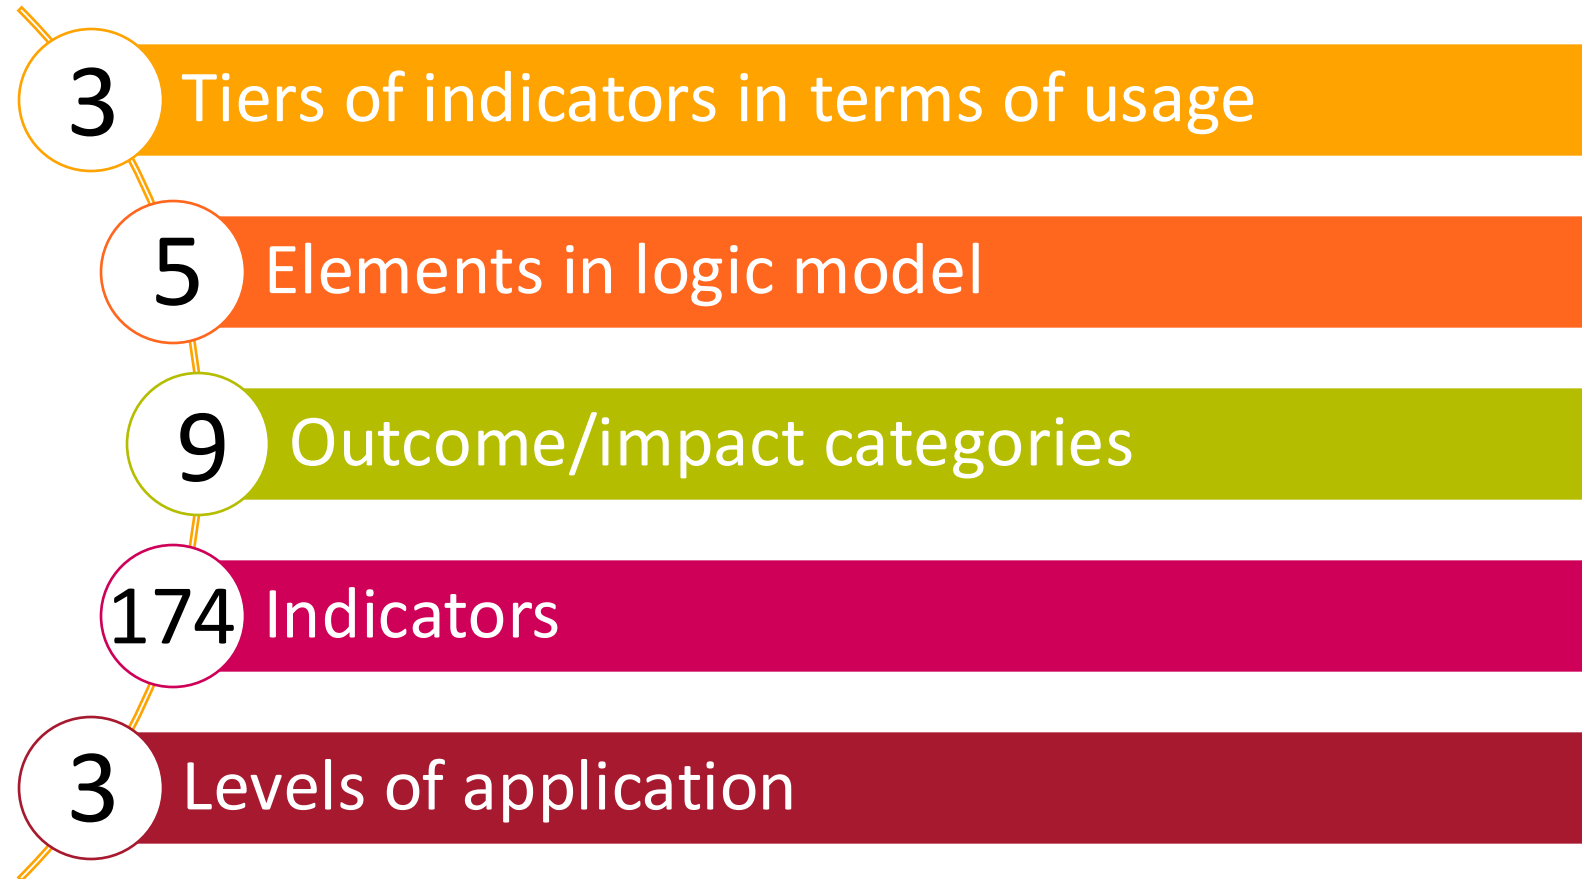 3 Tiers of indicators in terms of usage
5 Elements in logic model
9 Outcome/impact categories
174 Indicators
3 Levels of application